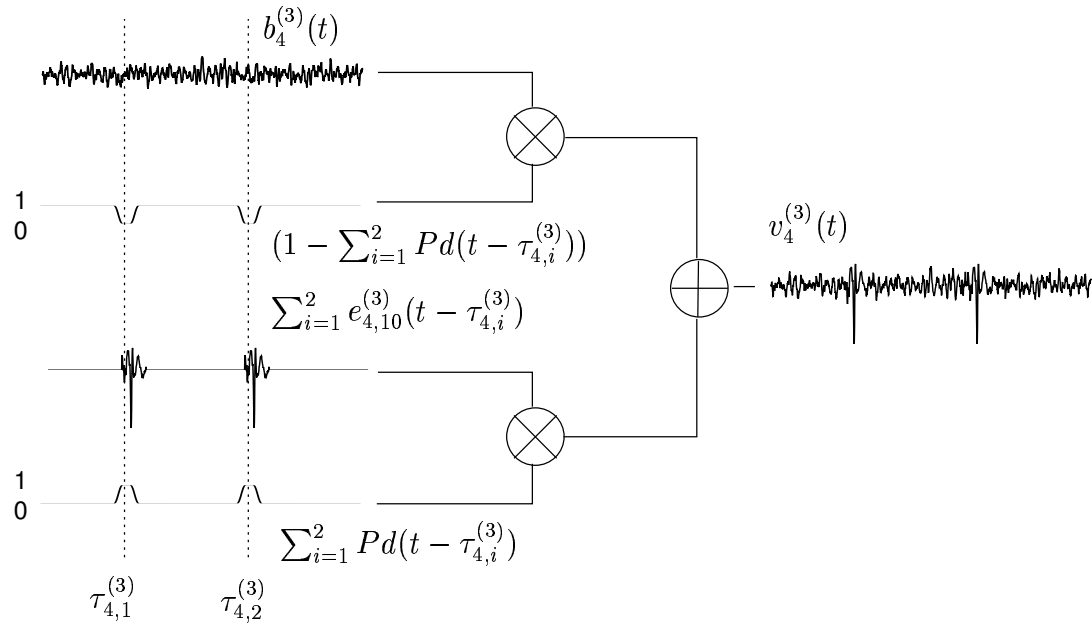 b_4^{(3)}(t)
1
0
(1 − ∑_{i=1}^{2} Pd(t − τ_{4,i}^{(3)}))
v_4^{(3)}(t)
∑_{i=1}^{2} e_{4,10}^{(3)}(t − τ_{4,i}^{(3)})
1
0
∑_{i=1}^{2} Pd(t − τ_{4,i}^{(3)})
τ_{4,1}^{(3)}
τ_{4,2}^{(3)}